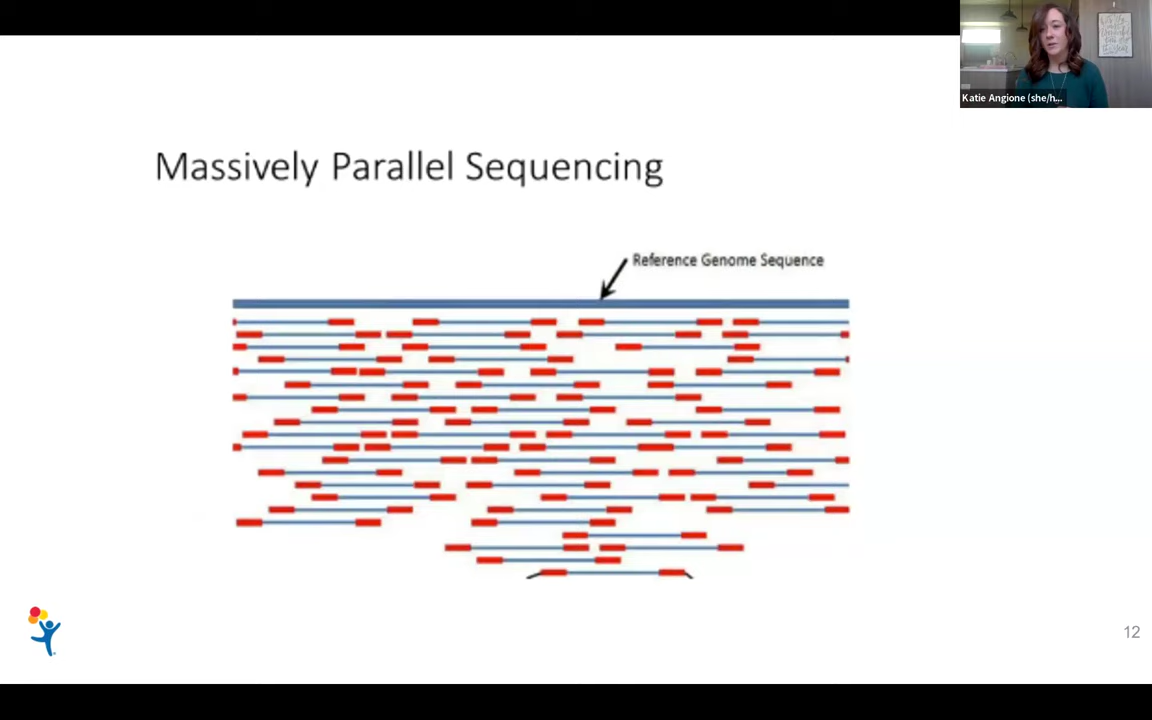 Katie Angione (she/h...
Massively Parallel Sequencing
Reference Genome Sequence
12